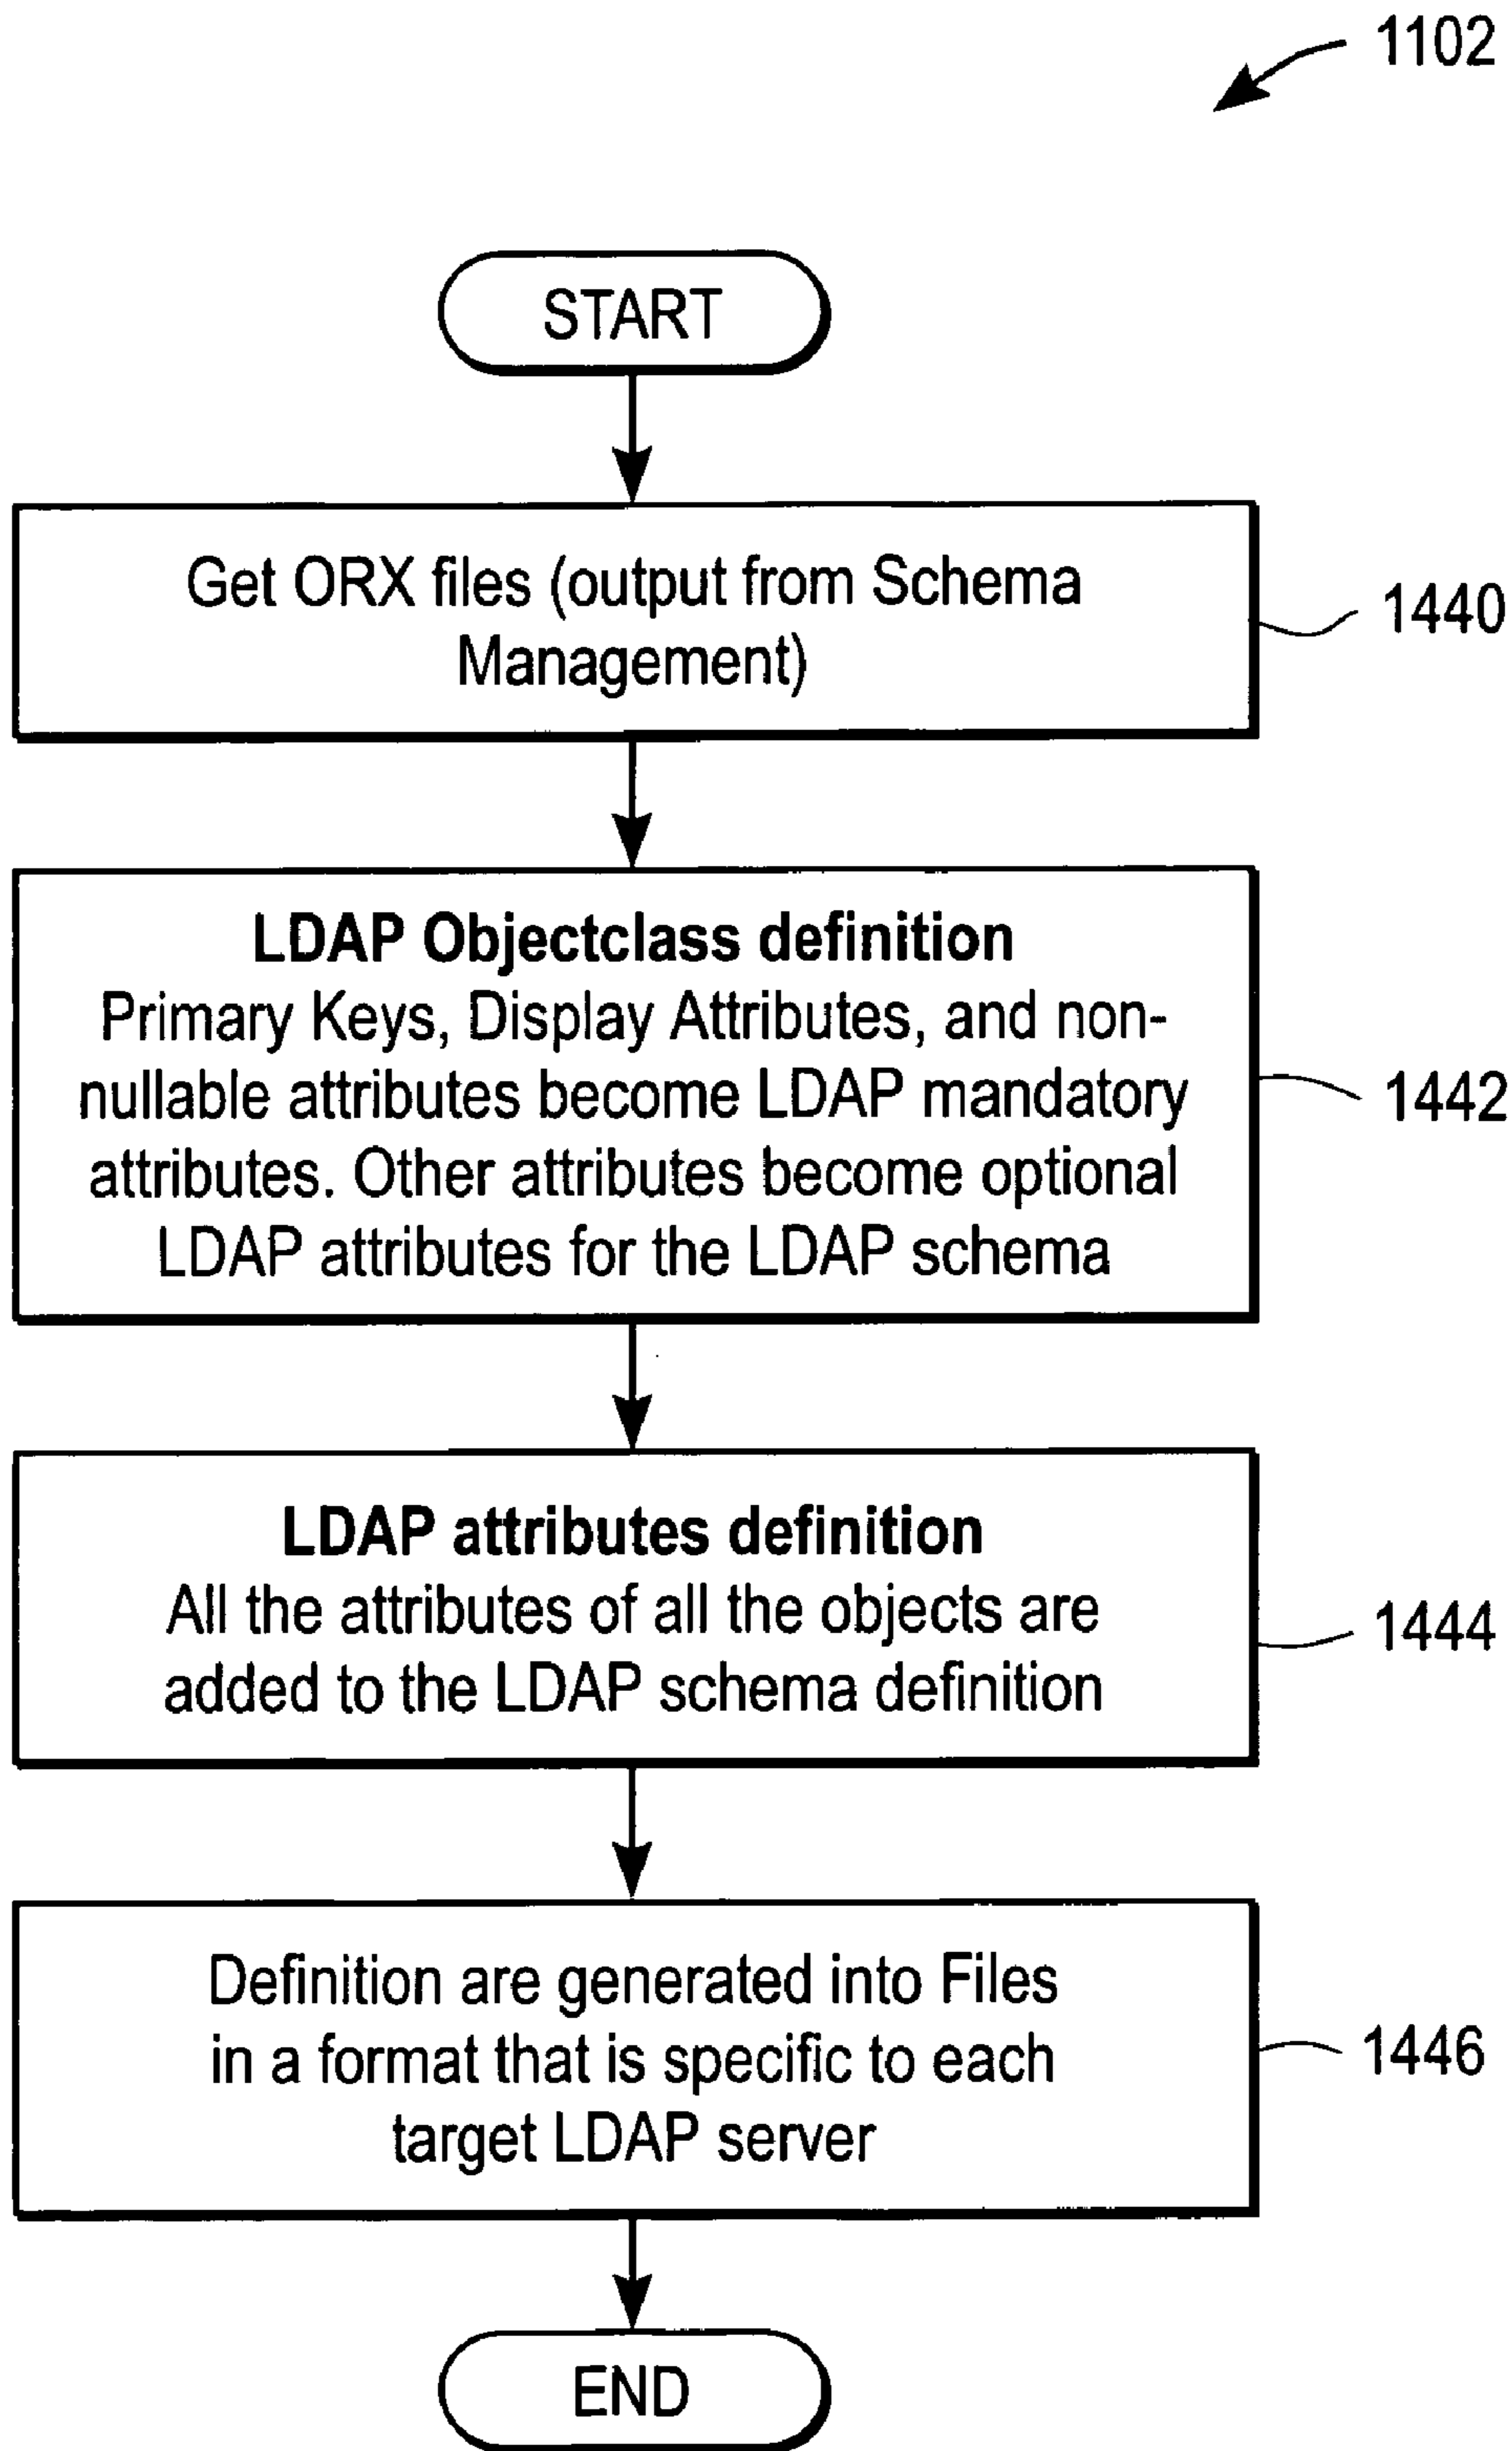 1102
START
Get ORX files (output from Schema
Management)
1440
LDAP Objectclass definition
Primary Keys, Display Attributes, and non-
nullable attributes become LDAP mandatory
attributes. Other attributes become optional
LDAP attributes for the LDAP schema
1442
LDAP attributes definition
All the attributes of all the objects are
added to the LDAP schema definition
1444
Definition are generated into Files
in a format that is specific to each
target LDAP server
1446
END